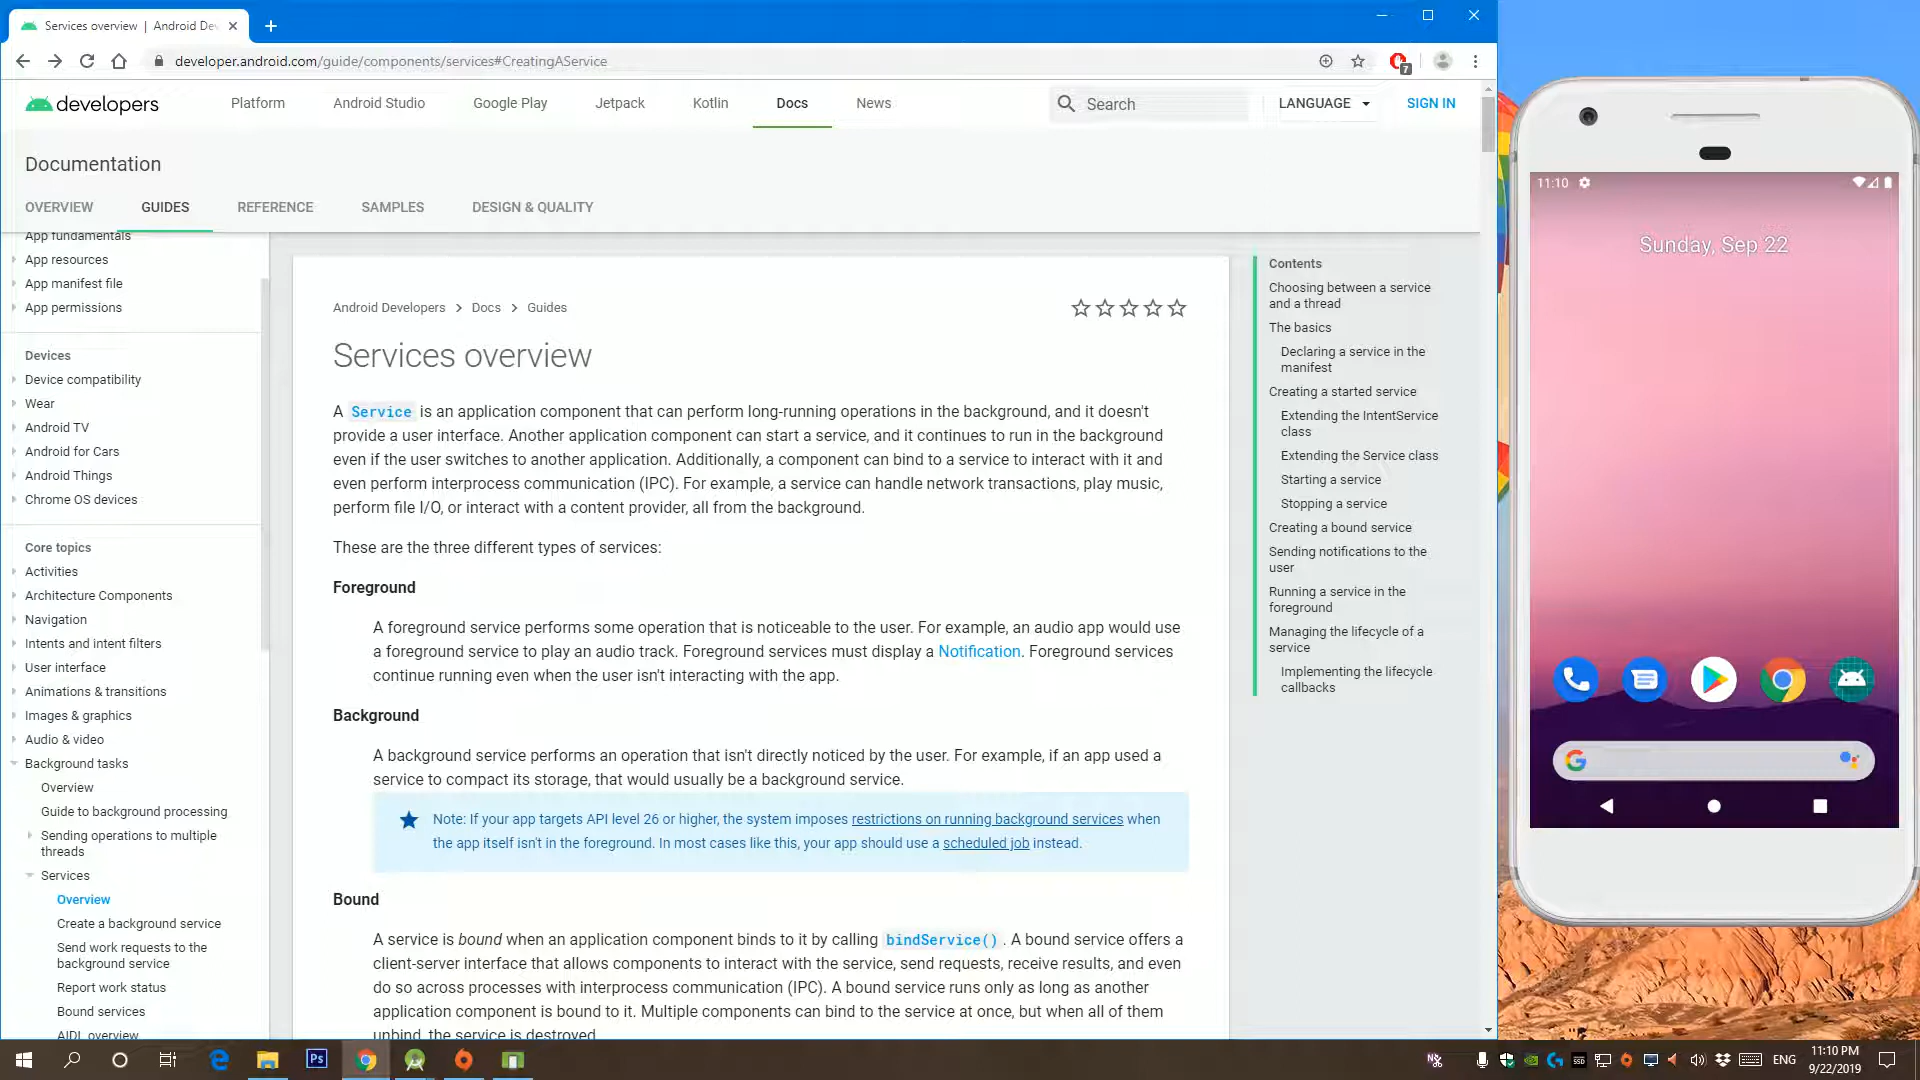 Services overview | Android Dev
developer.android.com/guide/components/services#CreatingAService
7
developers
Platform
Android Studio
Google Play
Jetpack
Kotlin
Docs
News
Search
LANGUAGE
SIGN IN
Documentation
OVERVIEW
GUIDES
REFERENCE
SAMPLES
DESIGN & QUALITY
App fundamentals
App resources
App manifest file
App permissions
Devices
Device compatibility
Wear
Android TV
Android for Cars
Android Things
Chrome OS devices
Core topics
Activities
Architecture Components
Navigation
Intents and intent filters
User interface
Animations & transitions
Images & graphics
Audio & video
Background tasks
Overview
Guide to background processing
Sending operations to multiple
threads
Services
Overview
Create a background service
Send work requests to the
background service
Report work status
Bound services
AIDL overview
Android Developers > Docs > Guides
Services overview
A Service is an application component that can perform long-running operations in the background, and it doesn't
provide a user interface. Another application component can start a service, and it continues to run in the background
even if the user switches to another application. Additionally, a component can bind to a service to interact with it and
even perform interprocess communication (IPC). For example, a service can handle network transactions, play music,
perform file I/O, or interact with a content provider, all from the background.
These are the three different types of services:
Foreground
A foreground service performs some operation that is noticeable to the user. For example, an audio app would use
a foreground service to play an audio track. Foreground services must display a Notification. Foreground services
continue running even when the user isn't interacting with the app.
Background
A background service performs an operation that isn't directly noticed by the user. For example, if an app used a
service to compact its storage, that would usually be a background service.
Note: If your app targets API level 26 or higher, the system imposes restrictions on running background services when
the app itself isn't in the foreground. In most cases like this, your app should use a scheduled job instead.
Bound
A service is bound when an application component binds to it by calling bindService() . A bound service offers a
client-server interface that allows components to interact with the service, send requests, receive results, and even
do so across processes with interprocess communication (IPC). A bound service runs only as long as another
application component is bound to it. Multiple components can bind to the service at once, but when all of them
unbind, the service is destroyed.
Contents
Choosing between a service
and a thread
The basics
Declaring a service in the
manifest
Creating a started service
Extending the IntentService
class
Extending the Service class
Starting a service
Stopping a service
Creating a bound service
Sending notifications to the
user
Running a service in the
foreground
Managing the lifecycle of a
service
Implementing the lifecycle
callbacks
11:10
Sunday, Sep 22
Ps
SSD
ENG
11:10 PM
9/22/2019